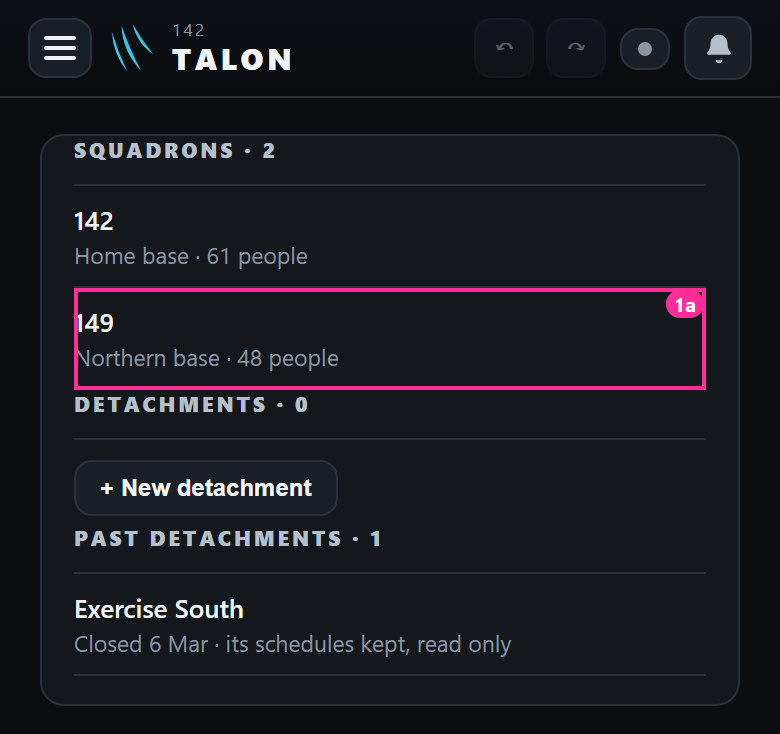 142
TALON
SQUADRONS · 2
142
Home base · 61 people
1a
149
Northern base · 48 people
DETACHMENTS · 0
+ New detachment
PAST DETACHMENTS · 1
Exercise South
Closed 6 Mar · its schedules kept, read only